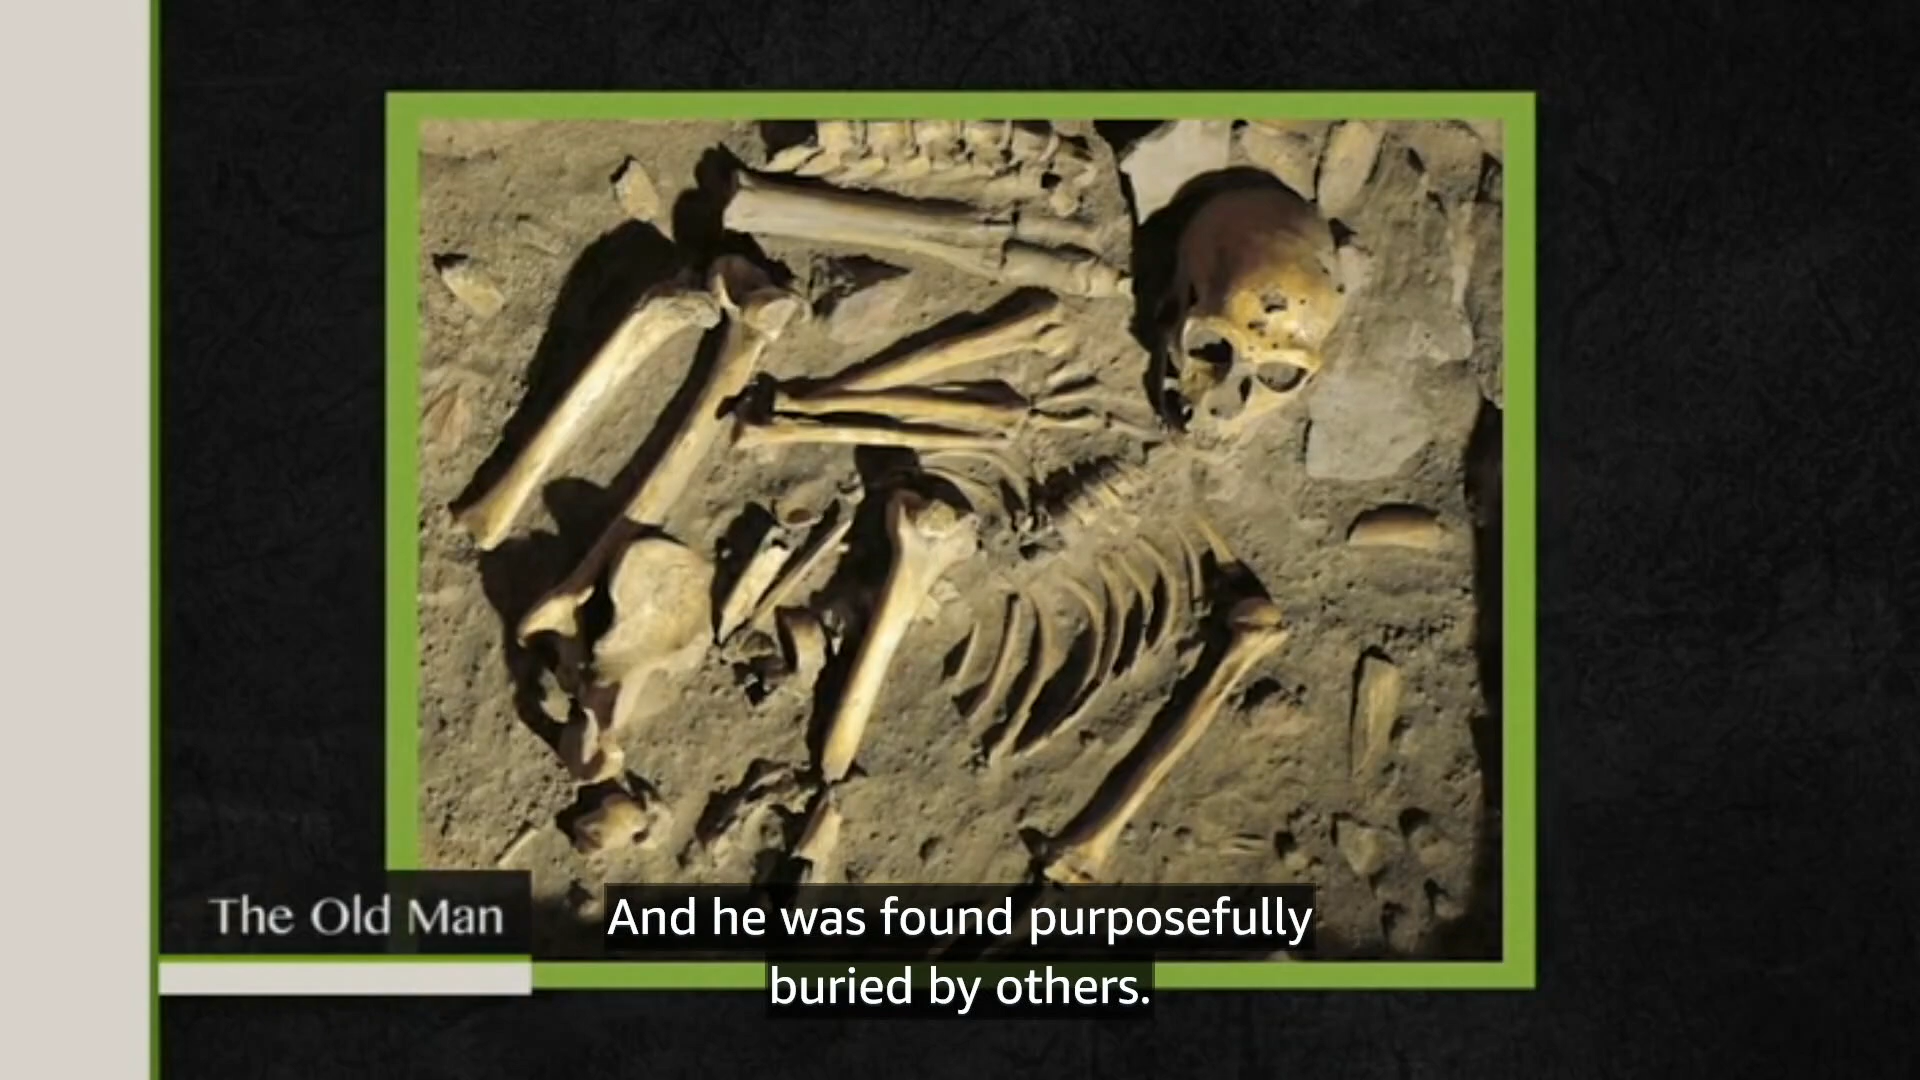 The Old Man
And he was found purposefully
buried by others.